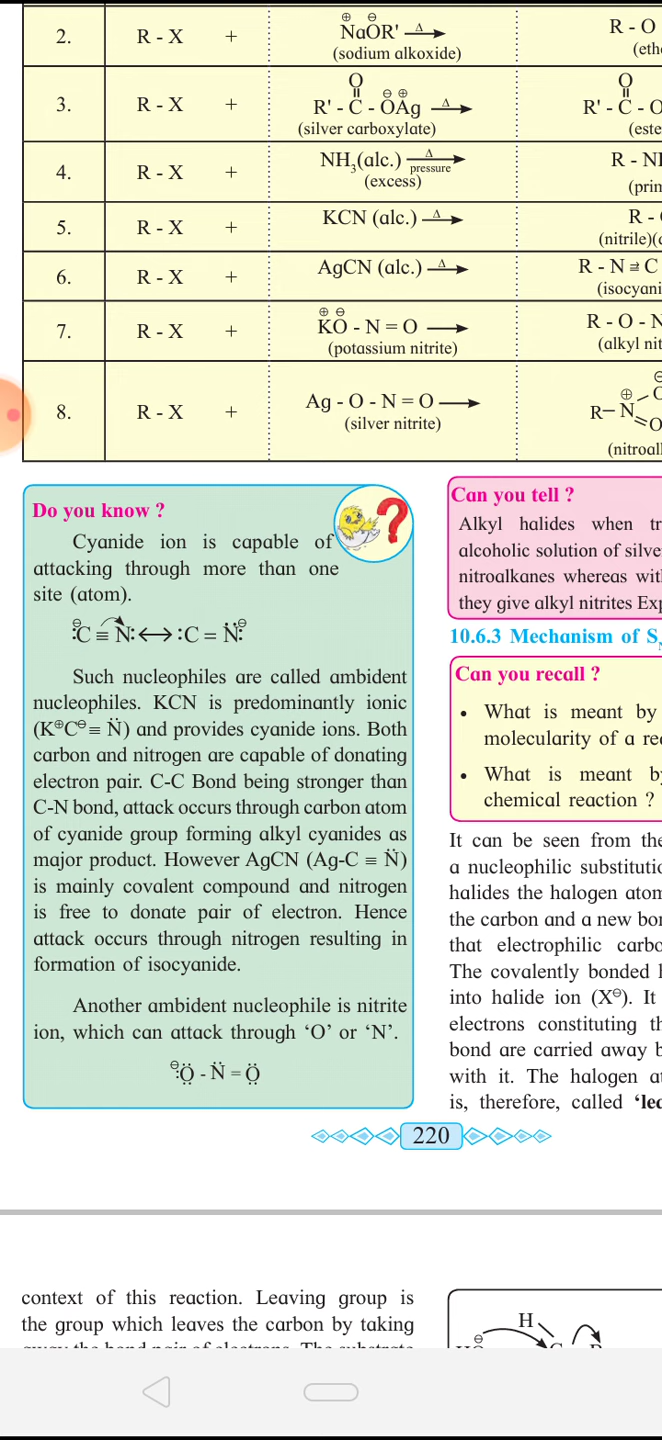 2. R - X + ⊕ ⊖
NaOR' Δ→ R - O
(sodium alkoxide) (eth
3. R - X + O O
|| ⊖ ⊕ ||
R' - C - OAg Δ→ R' - C - O
(silver carboxylate) (este
4. R - X + NH₃(alc.) Δ→ pressure R - N
(excess) (prin
5. R - X + KCN (alc.) Δ→ R -
(nitrile)(
6. R - X + AgCN (alc.) Δ→ R - N ≡ C
(isocyani
7. R - X + ⊕ ⊖
KO - N = O → R - O - N
(potassium nitrite) (alkyl nit
8. R - X + Ag - O - N = O → R – N⊕ O⊖
=O
(silver nitrite) (nitroal
Do you know ?
Cyanide ion is capable of
attacking through more than one
site (atom).
⊖:C ≡ N: ⟷ :C = N̈:⊖
Such nucleophiles are called ambident
nucleophiles. KCN is predominantly ionic
(K⊕C⊖≡ N̈) and provides cyanide ions. Both
carbon and nitrogen are capable of donating
electron pair. C-C Bond being stronger than
C-N bond, attack occurs through carbon atom
of cyanide group forming alkyl cyanides as
major product. However AgCN (Ag-C ≡ N̈)
is mainly covalent compound and nitrogen
is free to donate pair of electron. Hence
attack occurs through nitrogen resulting in
formation of isocyanide.
Another ambident nucleophile is nitrite
ion, which can attack through ‘O’ or ‘N’.
⊖:Ö - N̈ = Ö
Can you tell ?
Alkyl halides when tr
alcoholic solution of silve
nitroalkanes whereas wit
they give alkyl nitrites Exp
10.6.3 Mechanism of S
Can you recall ?
• What is meant by
molecularity of a re
• What is meant b
chemical reaction ?
It can be seen from the
a nucleophilic substituti
halides the halogen atom
the carbon and a new bo
that electrophilic carbo
The covalently bonded
into halide ion (X⊖). It
electrons constituting th
bond are carried away b
with it. The halogen a
is, therefore, called ‘lea
220
context of this reaction. Leaving group is
the group which leaves the carbon by taking
H